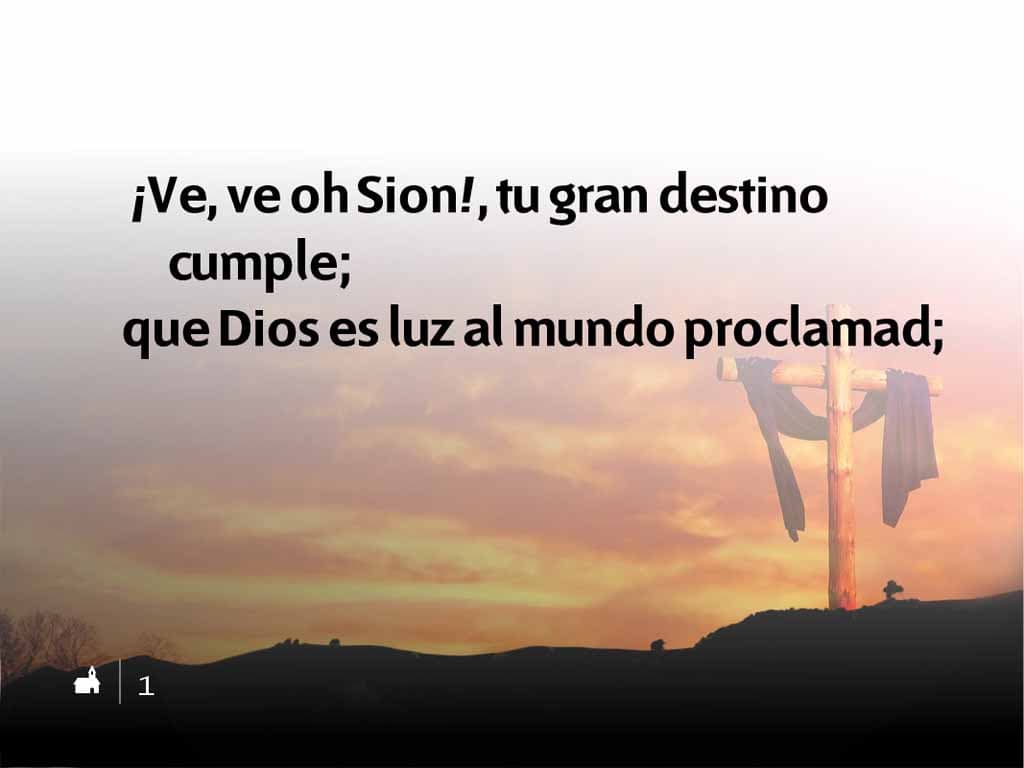 ¡Ve, ve oh Sion!, tu gran destino
cumple;
que Dios es luz al mundo proclamad;
1